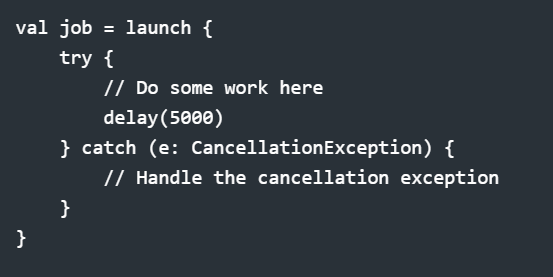 val job = launch {
    try {
        // Do some work here
        delay(5000)
    } catch (e: CancellationException) {
        // Handle the cancellation exception
    }
}